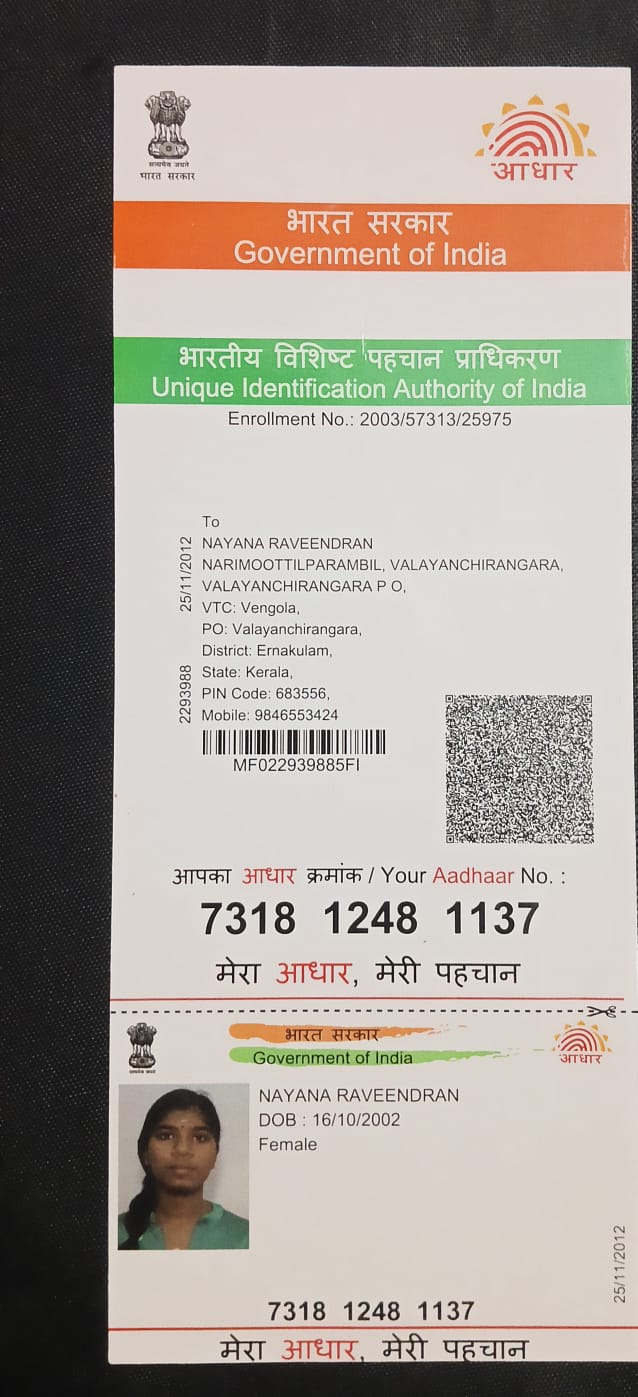 सत्यमेव जयते
भारत सरकार
आधार
भारत सरकार
Government of India
भारतीय विशिष्ट पहचान प्राधिकरण
Unique Identification Authority of India
Enrollment No.: 2003/57313/25975
25/11/2012
2293988
To
NAYANA RAVEENDRAN
NARIMOOTTILPARAMBIL, VALAYANCHIRANGARA,
VALAYANCHIRANGARA P O,
VTC: Vengola,
PO: Valayanchirangara,
District: Ernakulam,
State: Kerala,
PIN Code: 683556,
Mobile: 9846553424
MF022939885FI
आपका आधार क्रमांक / Your Aadhaar No. :
7318 1248 1137
मेरा आधार, मेरी पहचान
भारत सरकार
Government of India
आधार
NAYANA RAVEENDRAN
DOB : 16/10/2002
Female
25/11/2012
7318 1248 1137
मेरा आधार, मेरी पहचान